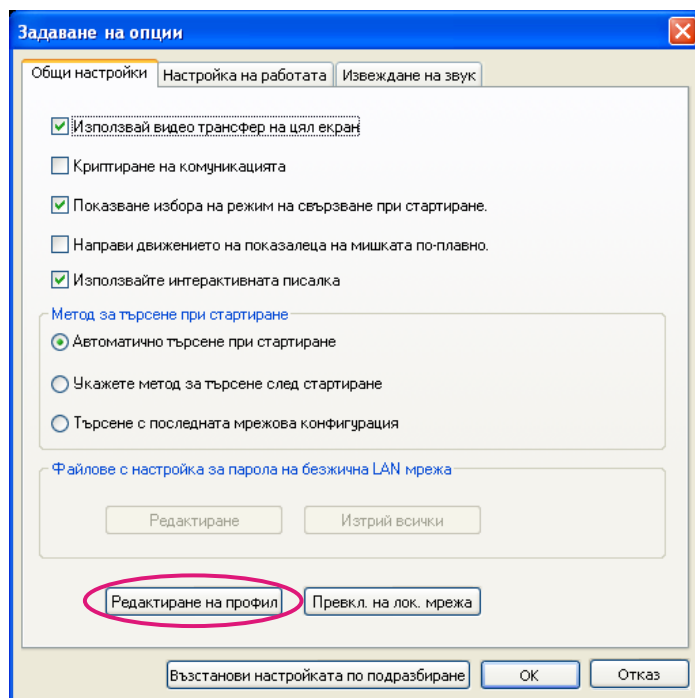 Задаване на опции
Общи настройки Настройка на работата Извеждане на звук
Използвай видео трансфер на цял екран
Криптиране на комуникацията
Показване избора на режим на свързване при стартиране.
Направи движението на показалеца на мишката по-плавно.
Използвайте интерактивната писалка
Метод за търсене при стартиране
Автоматично търсене при стартиране
Укажете метод за търсене след стартиране
Търсене с последната мрежова конфигурация
Файлове с настройка за парола на безжична LAN мрежа
Редактиране Изтрий всички
Редактиране на профил Превкл. на лок. мрежа
Възстанови настройката по подразбиране OK Отказ